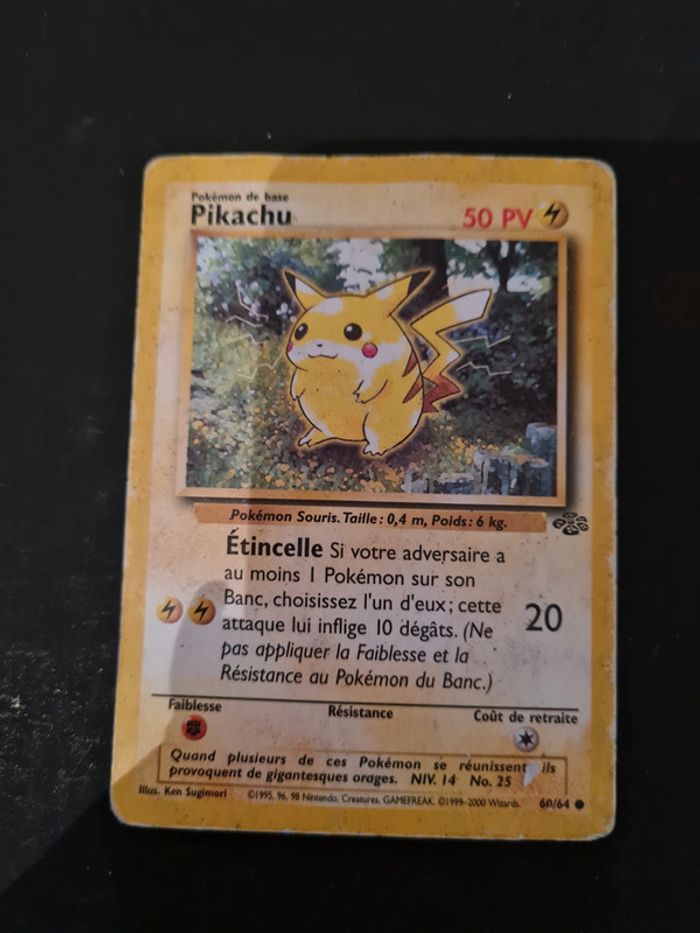 Pokémon de base
Pikachu
50 PV
Pokémon Souris. Taille: 0,4 m, Poids: 6 kg.
Étincelle Si votre adversaire a
au moins 1 Pokémon sur son
Banc, choisissez l'un d'eux; cette
attaque lui inflige 10 dégâts. (Ne
pas appliquer la Faiblesse et la
Résistance au Pokémon du Banc.)
20
Faiblesse
Résistance
Coût de retraite
Quand plusieurs de ces Pokémon se réunissent ils
provoquent de gigantesques orages. NIV. 14 No. 25
Illus. Ken Sugimori
©1995, 96, 98 Nintendo, Creatures, GAMEFREAK. ©1999-2000 Wizards.
60/64